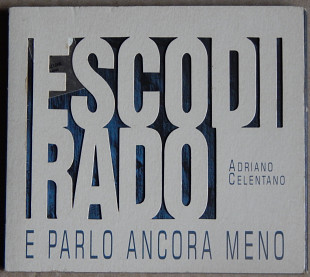 ESCO DI
RADO
ADRIANO
CELENTANO
E PARLO ANCORA MENO